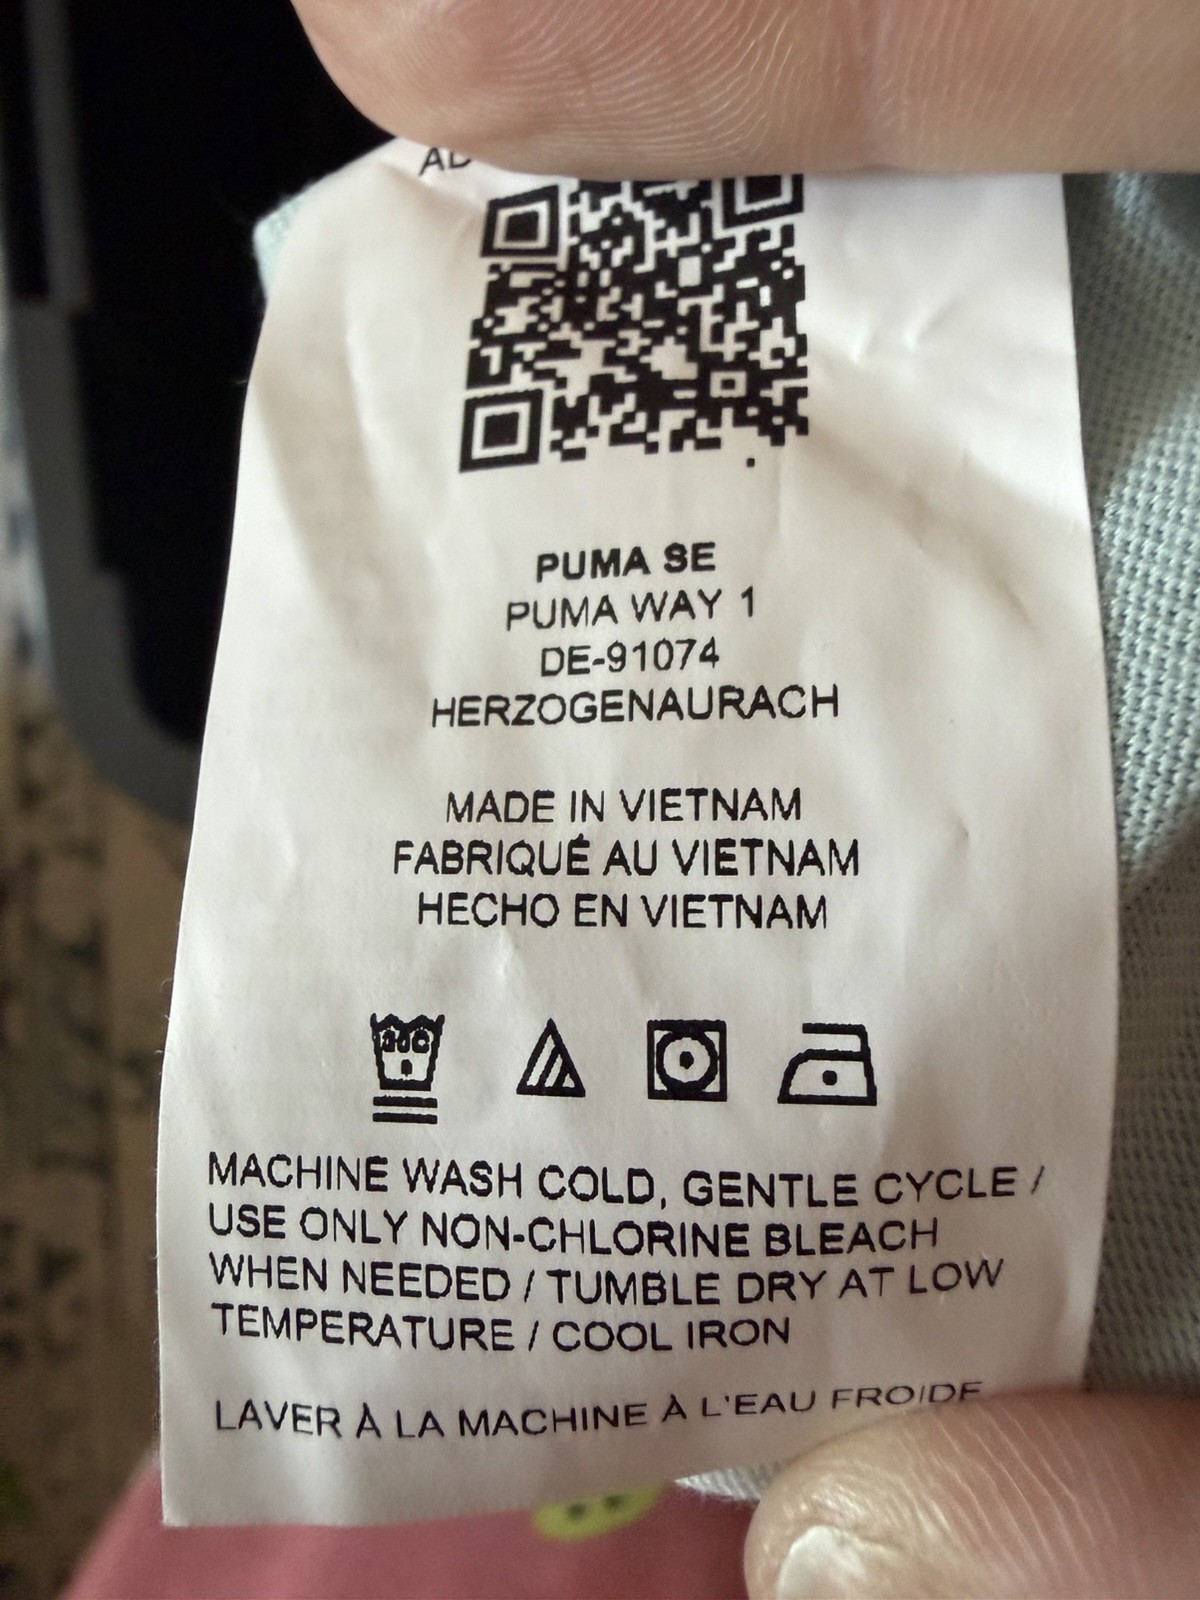 AD
PUMA SE
PUMA WAY 1
DE-91074
HERZOGENAURACH
MADE IN VIETNAM
FABRIQUÉ AU VIETNAM
HECHO EN VIETNAM
MACHINE WASH COLD, GENTLE CYCLE /
USE ONLY NON-CHLORINE BLEACH
WHEN NEEDED / TUMBLE DRY AT LOW
TEMPERATURE / COOL IRON
LAVER À LA MACHINE À L'EAU FROIDE